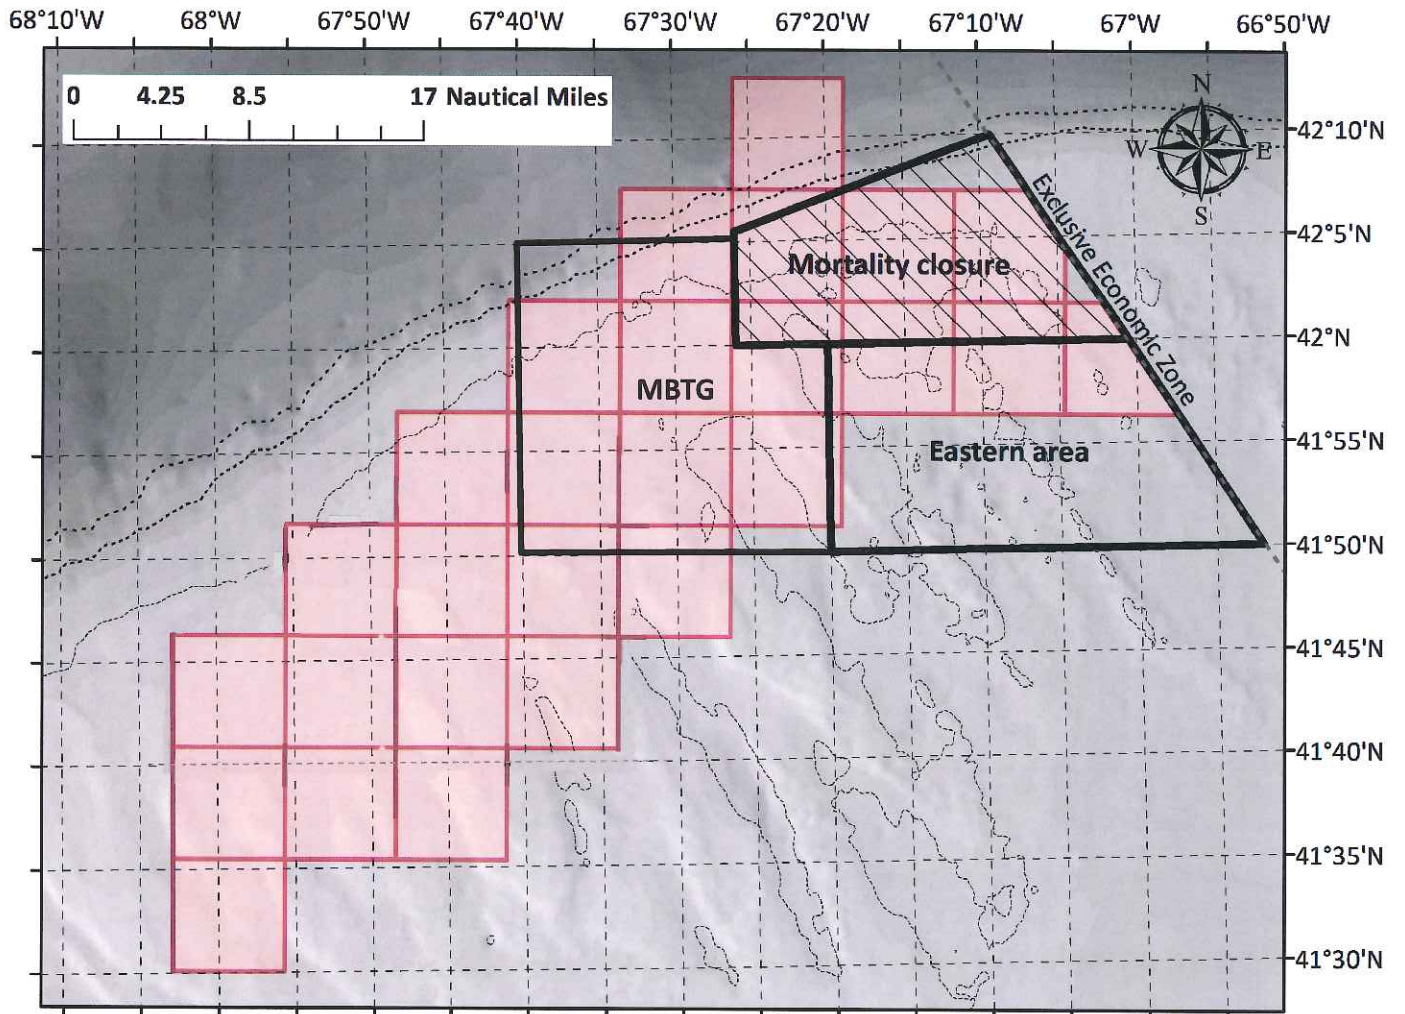 68°10'W 68°W 67°50'W 67°40'W 67°30'W 67°20'W 67°10'W 67°W 66°50'W
0 4.25 8.5 17 Nautical Miles
N
W E
S
42°10'N
42°5'N
42°N
41°55'N
41°50'N
41°45'N
41°40'N
41°35'N
41°30'N
Exclusive Economic Zone
Mortality closure
MBTG
Eastern area